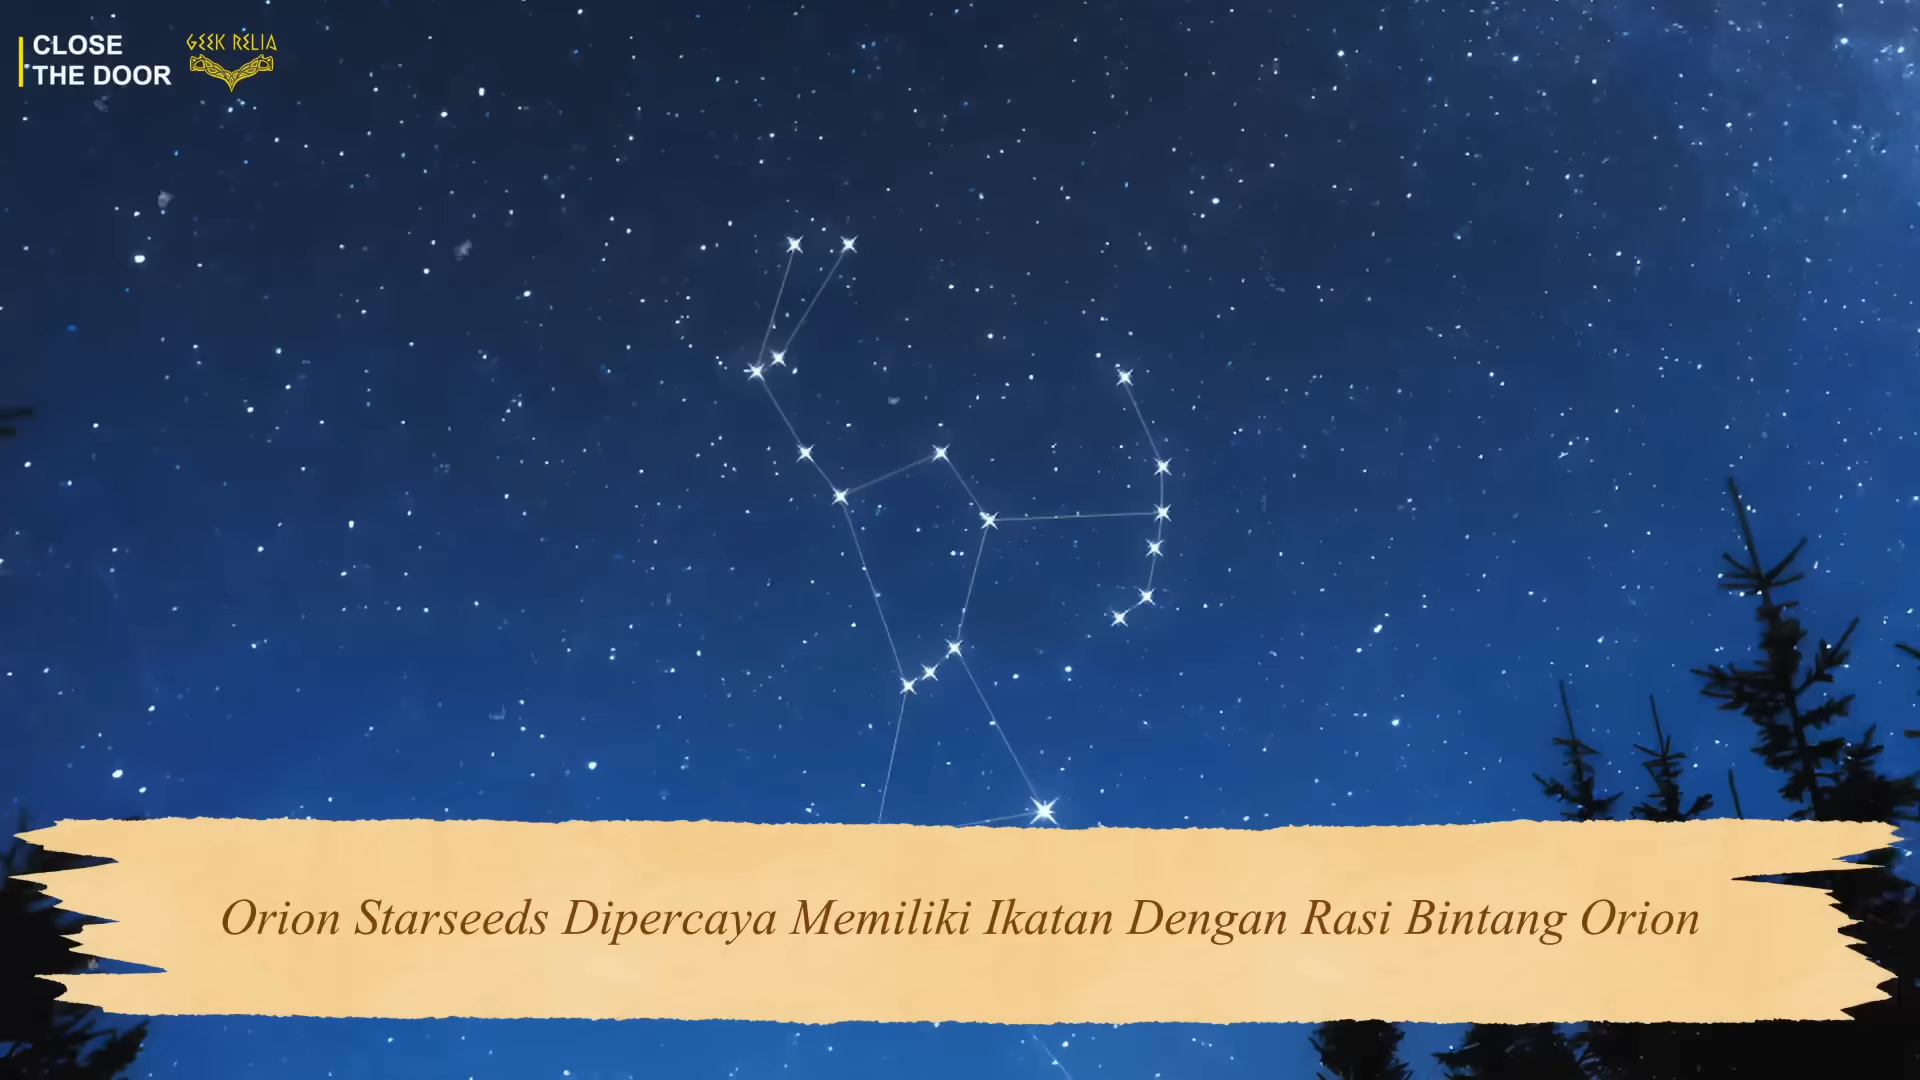 CLOSE
THE DOOR
GEEK RELIA
Orion Starseeds Dipercaya Memiliki Ikatan Dengan Rasi Bintang Orion